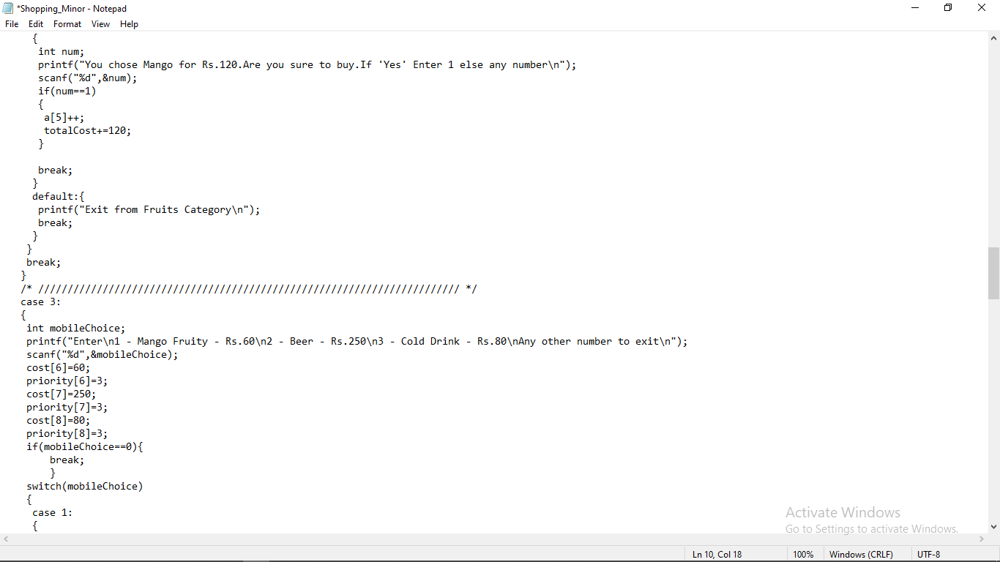 *Shopping_Minor - Notepad
File Edit Format View Help
{
int num;
printf("You chose Mango for Rs.120.Are you sure to buy.If 'Yes' Enter 1 else any number\n");
scanf("%d",&num);
if(num==1)
{
a[5]++;
totalCost+=120;
}
break;
}
default:{
printf("Exit from Fruits Category\n");
break;
}
}
break;
}
/* //////////////////////////////////////////////////////////////////////// */
case 3:
{
int mobileChoice;
printf("Enter\n1 - Mango Fruity - Rs.60\n2 - Beer - Rs.250\n3 - Cold Drink - Rs.80\nAny other number to exit\n");
scanf("%d",&mobileChoice);
cost[6]=60;
priority[6]=3;
cost[7]=250;
priority[7]=3;
cost[8]=80;
priority[8]=3;
if(mobileChoice==0){
break;
}
switch(mobileChoice)
{
case 1:
{
Activate Windows
Go to Settings to activate Windows.
Ln 10, Col 18 100% Windows (CRLF) UTF-8